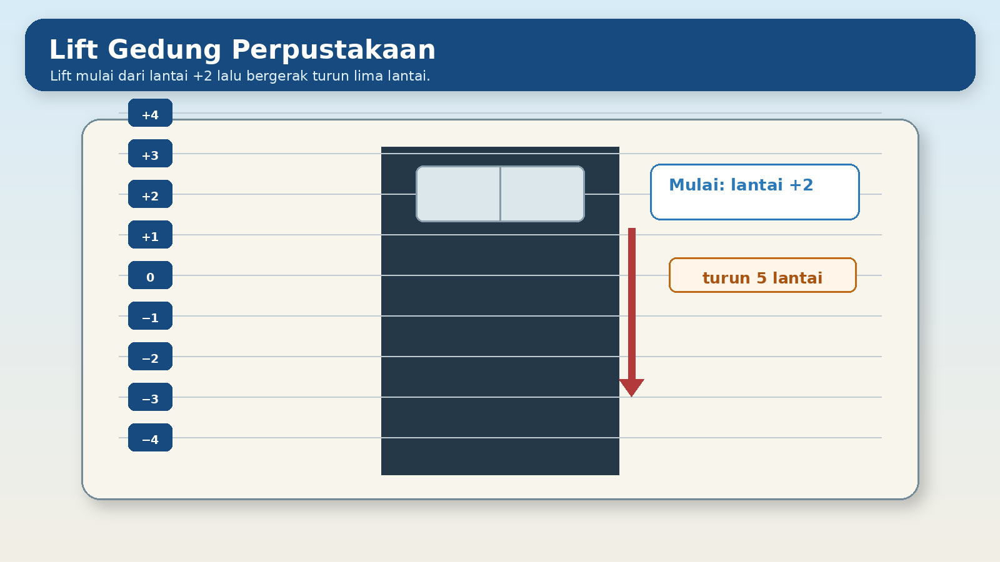 Lift Gedung Perpustakaan
Lift mulai dari lantai +2 lalu bergerak turun lima lantai.
+4
+3
+2
Mulai: lantai +2
+1
0
turun 5 lantai
−1
−2
−3
−4